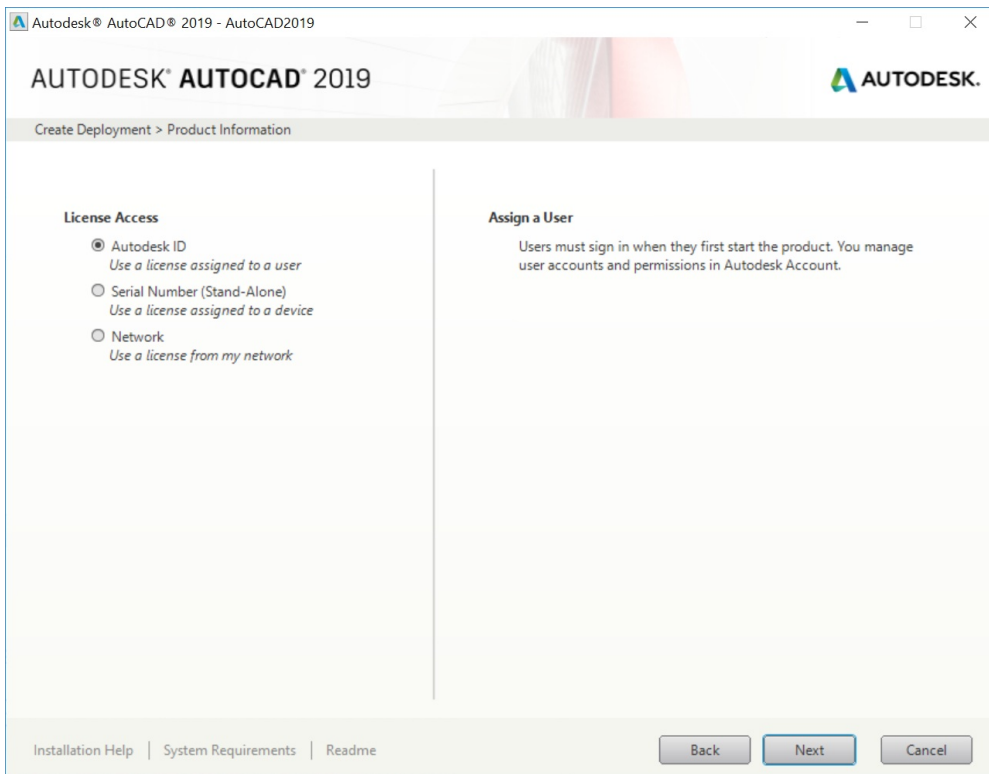 Autodesk® AutoCAD® 2019 - AutoCAD2019
AUTODESK® AUTOCAD® 2019
AUTODESK.
Create Deployment > Product Information
License Access
Autodesk ID
Use a license assigned to a user
Serial Number (Stand-Alone)
Use a license assigned to a device
Network
Use a license from my network
Assign a User
Users must sign in when they first start the product. You manage
user accounts and permissions in Autodesk Account.
Installation Help | System Requirements | Readme
Back
Next
Cancel